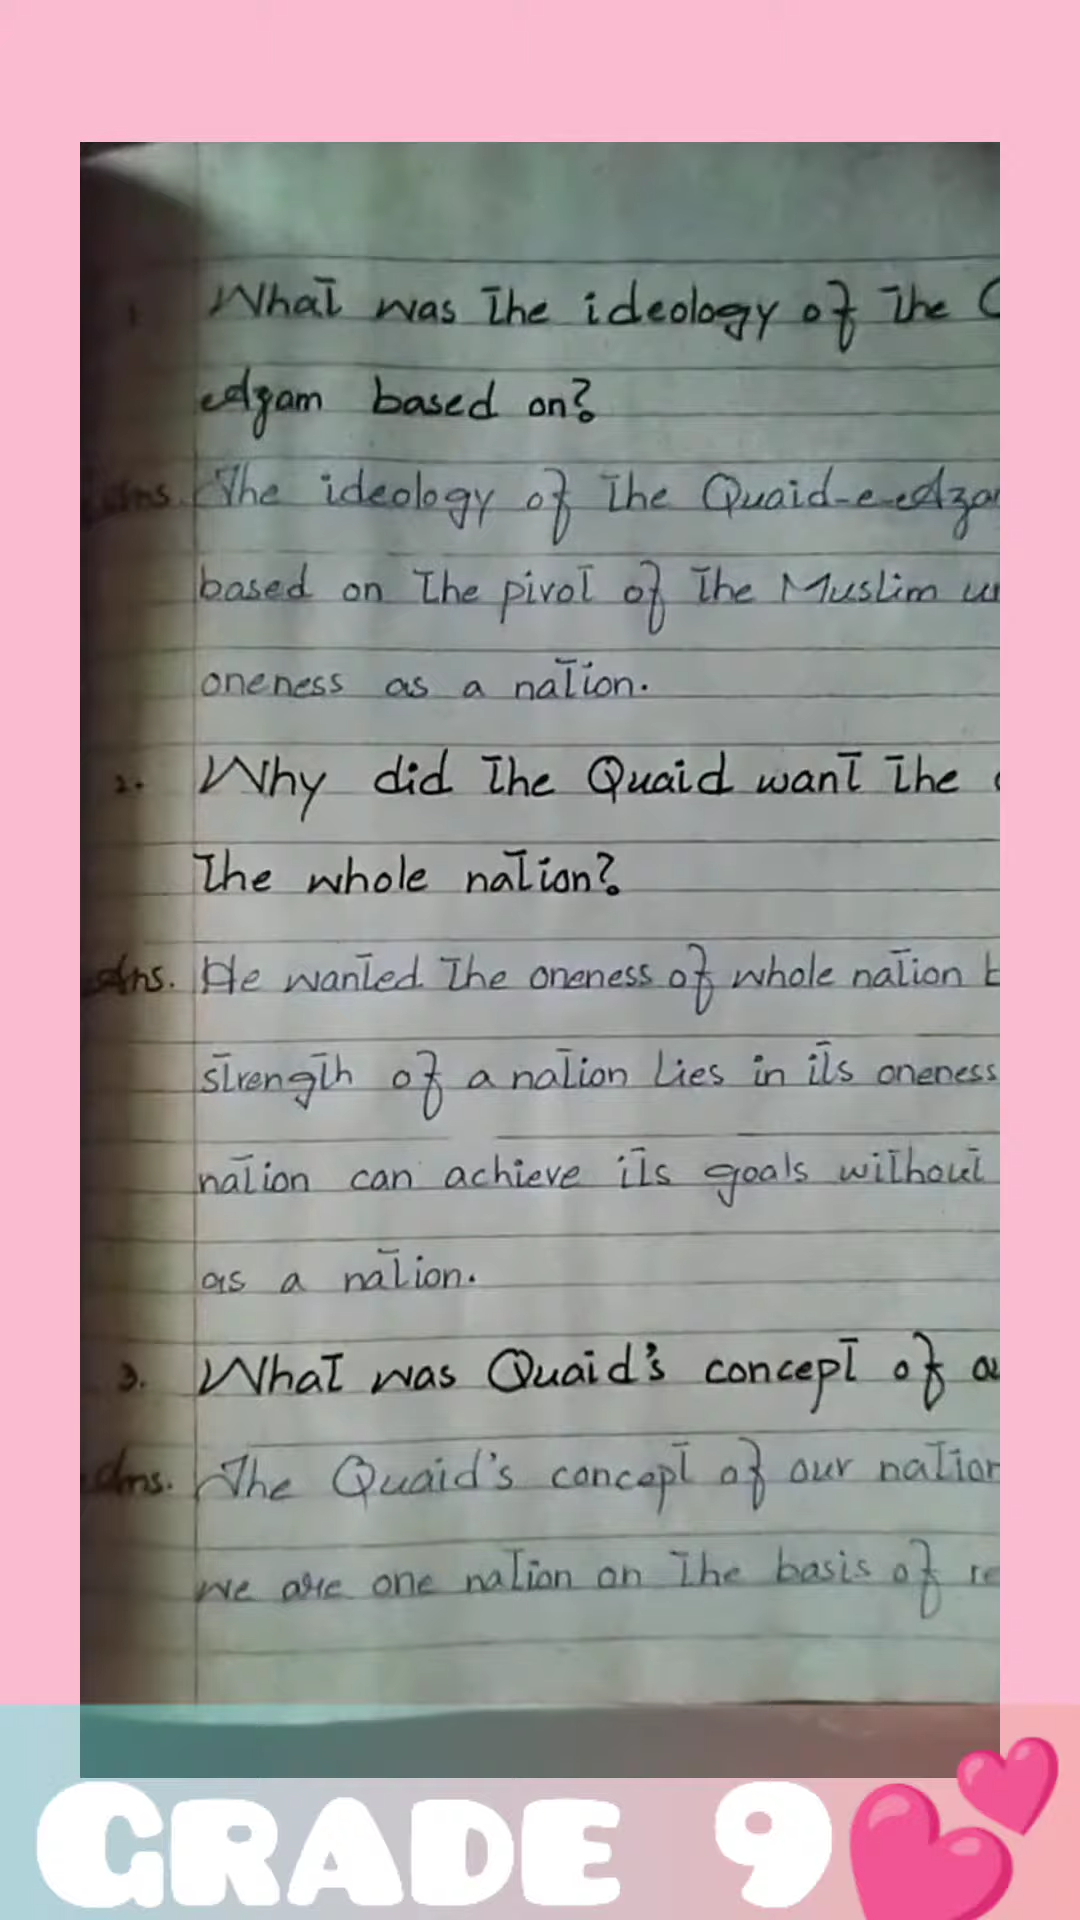 1. What was the ideology of the
Azam based on?
Ans. The ideology of the Quaid-e-Aza
based on the pivot of the Muslim
oneness as a nation.
2. Why did the Quaid want the
the whole nation?
Ans. He wanted the oneness of whole nation
strength of a nation lies in its oneness
nation can achieve its goals without
as a nation.
3. What was Quaid's concept of
Ans. The Quaid's concept of our nation
we are one nation on the basis of
GRADE 9